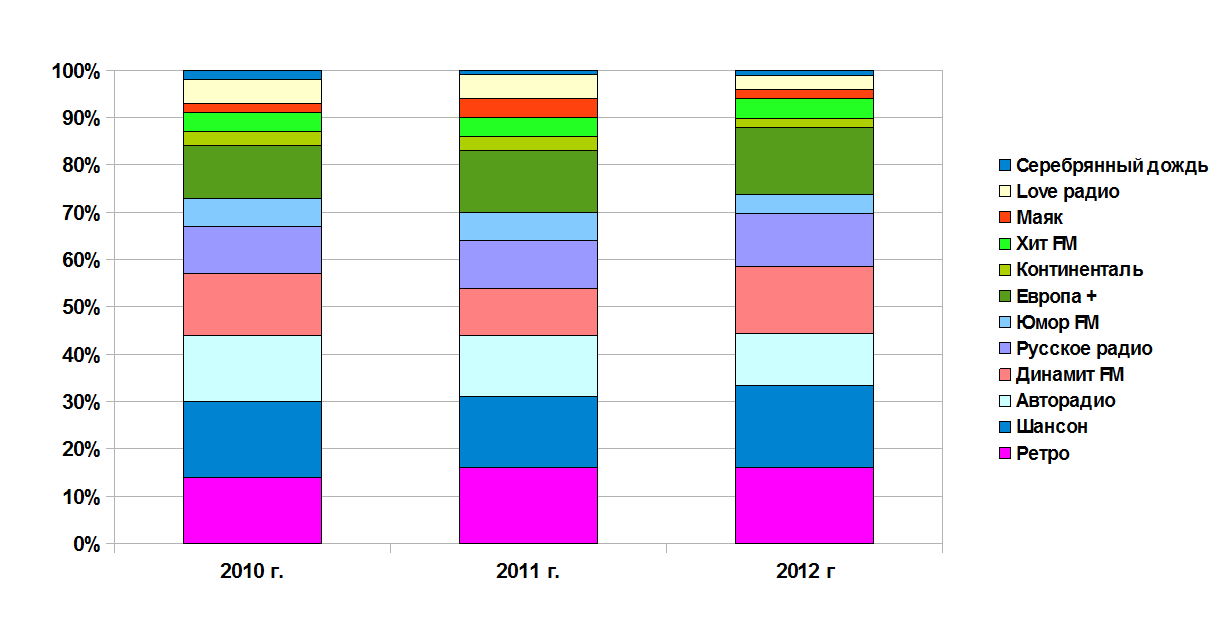 100%
90%
80%
70%
60%
50%
40%
30%
20%
10%
0%
2010 г.
2011 г.
2012 г
Серебрянный дождь
Love радио
Маяк
Хит FM
Континенталь
Европа +
Юмор FM
Русское радио
Динамит FM
Авторадио
Шансон
Ретро